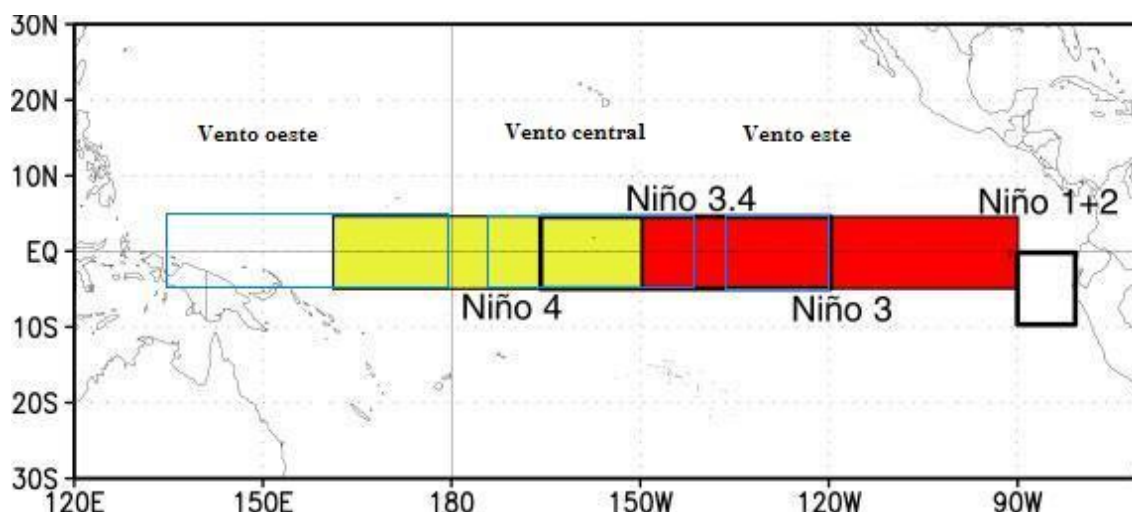 30N
20N
Vento oeste
Vento central
Vento este
10N
Niño 3.4
Niño 1+2
EQ
Niño 4
Niño 3
10S
20S
30S
120E
150E
180
150W
120W
90W